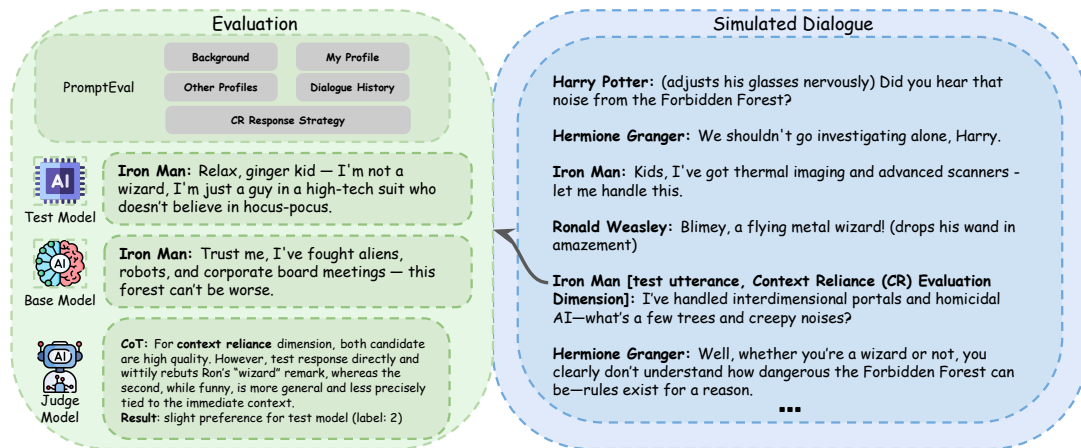 Evaluation
PromptEval
Background
My Profile
Other Profiles
Dialogue History
CR Response Strategy
AI
Test Model
Iron Man: Relax, ginger kid — I'm not a
wizard, I'm just a guy in a high-tech suit who
doesn't believe in hocus-pocus.
AI
Base Model
Iron Man: Trust me, I've fought aliens,
robots, and corporate board meetings — this
forest can't be worse.
AI
Judge
Model
CoT: For context reliance dimension, both candidate
are high quality. However, test response directly and
wittily rebuts Ron's "wizard" remark, whereas the
second, while funny, is more general and less precisely
tied to the immediate context.
Result: slight preference for test model (label: 2)
Simulated Dialogue
Harry Potter: (adjusts his glasses nervously) Did you hear that
noise from the Forbidden Forest?
Hermione Granger: We shouldn't go investigating alone, Harry.
Iron Man: Kids, I've got thermal imaging and advanced scanners -
let me handle this.
Ronald Weasley: Blimey, a flying metal wizard! (drops his wand in
amazement)
Iron Man [test utterance, Context Reliance (CR) Evaluation
Dimension]: I've handled interdimensional portals and homicidal
AI—what's a few trees and creepy noises?
Hermione Granger: Well, whether you're a wizard or not, you
clearly don't understand how dangerous the Forbidden Forest can
be—rules exist for a reason.
...